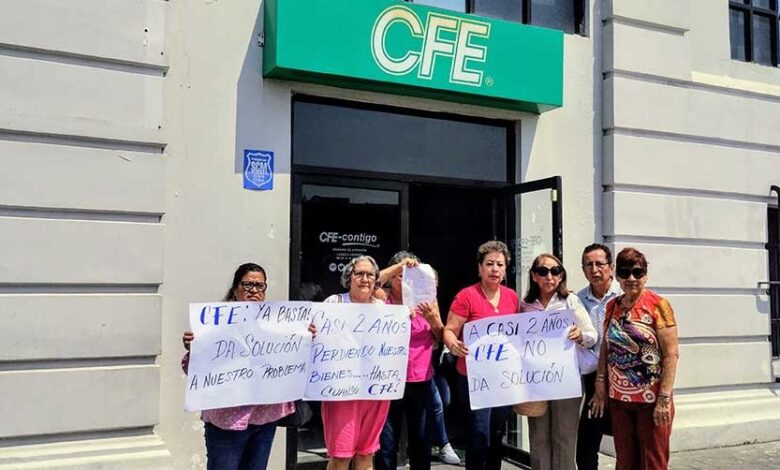 CFE®
SCM
CFE-contigo
CFE: YA BASTA!
DA SOLUCIÓN
A NUESTRO PROBLEMA
CASI 2 AÑOS
PERDIENDO NUESTROS
BIENES.... HASTA
CUANDO CFE?
A CASI 2 AÑOS
CFE NO
DA SOLUCIÓN